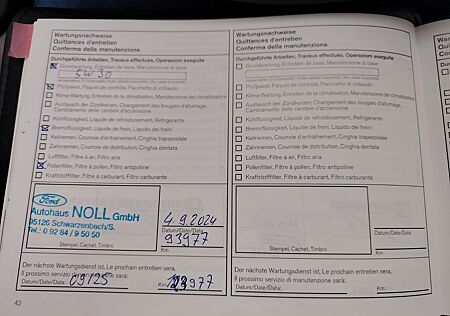 Wartungsnachweise
Quittances d'entretien
Conferma della manutenzione
Durchgeführte Arbeiten, Travaux effectués, Operazioni eseguite
Grundwartung, Entretien de base, Manutenzione di base
5W30
Prüfpaket, Paquet de contrôle, Pacchetto di collaudo
Klima-Wartung, Entretien de la climatisation, Manutenzione del climatizzatore
Austausch der Zündkerzen, Changement des bougies d'allumage,
Cambiamento delle candele d'accensione
Kühlflüssigkeit, Liquide de refroidissement, Refrigerante
Bremsflüssigkeit, Liquide de frein, Liquido dei freni
Keilriemen, Courroie d'entraînement, Cinghia trapezoidale
Zahnriemen, Courroie de distribution, Cinghia dentata
Luftfilter, Filtre à air, Filtro aria
Pollenfilter, Filtre à pollen, Filtro antipolline
Kraftstofffilter, Filtre à carburant, Filtro carburante
Ford
Autohaus NOLL GmbH
95126 Schwarzenbach/S.
Tel.: 0 92 84 / 9 50 50
Stempel, Cachet, Timbro
4.9.2024
Datum/Date/Data
93977
Km
Der nächste Wartungsdienst ist, Le prochain entretien sera,
Il prossimo servizio di manutenzione sarà:
Datum/Date/Data: 09/25 Km:
42
Wartungsnachweise
Quittances d'entretien
Conferma della manutenzione
Durchgeführte Arbeiten, Travaux effectués, Operazioni eseguite
Grundwartung, Entretien de base, Manutenzione di base
Prüfpaket, Paquet de contrôle, Pacchetto di collaudo
Klima-Wartung, Entretien de la climatisation, Manutenzione del climatizzatore
Austausch der Zündkerzen, Changement des bougies d'allumage,
Cambiamento delle candele d'accensione
Kühlflüssigkeit, Liquide de refroidissement, Refrigerante
Bremsflüssigkeit, Liquide de frein, Liquido dei freni
Keilriemen, Courroie d'entraînement, Cinghia trapezoidale
Zahnriemen, Courroie de distribution, Cinghia dentata
Luftfilter, Filtre à air, Filtro aria
Pollenfilter, Filtre à pollen, Filtro antipolline
Kraftstofffilter, Filtre à carburant, Filtro carburante
Datum/Date/Data
Stempel, Cachet, Timbro
Km
Der nächste Wartungsdienst ist, Le prochain entretien sera,
Il prossimo servizio di manutenzione sarà:
Datum/Date/Data: Km: